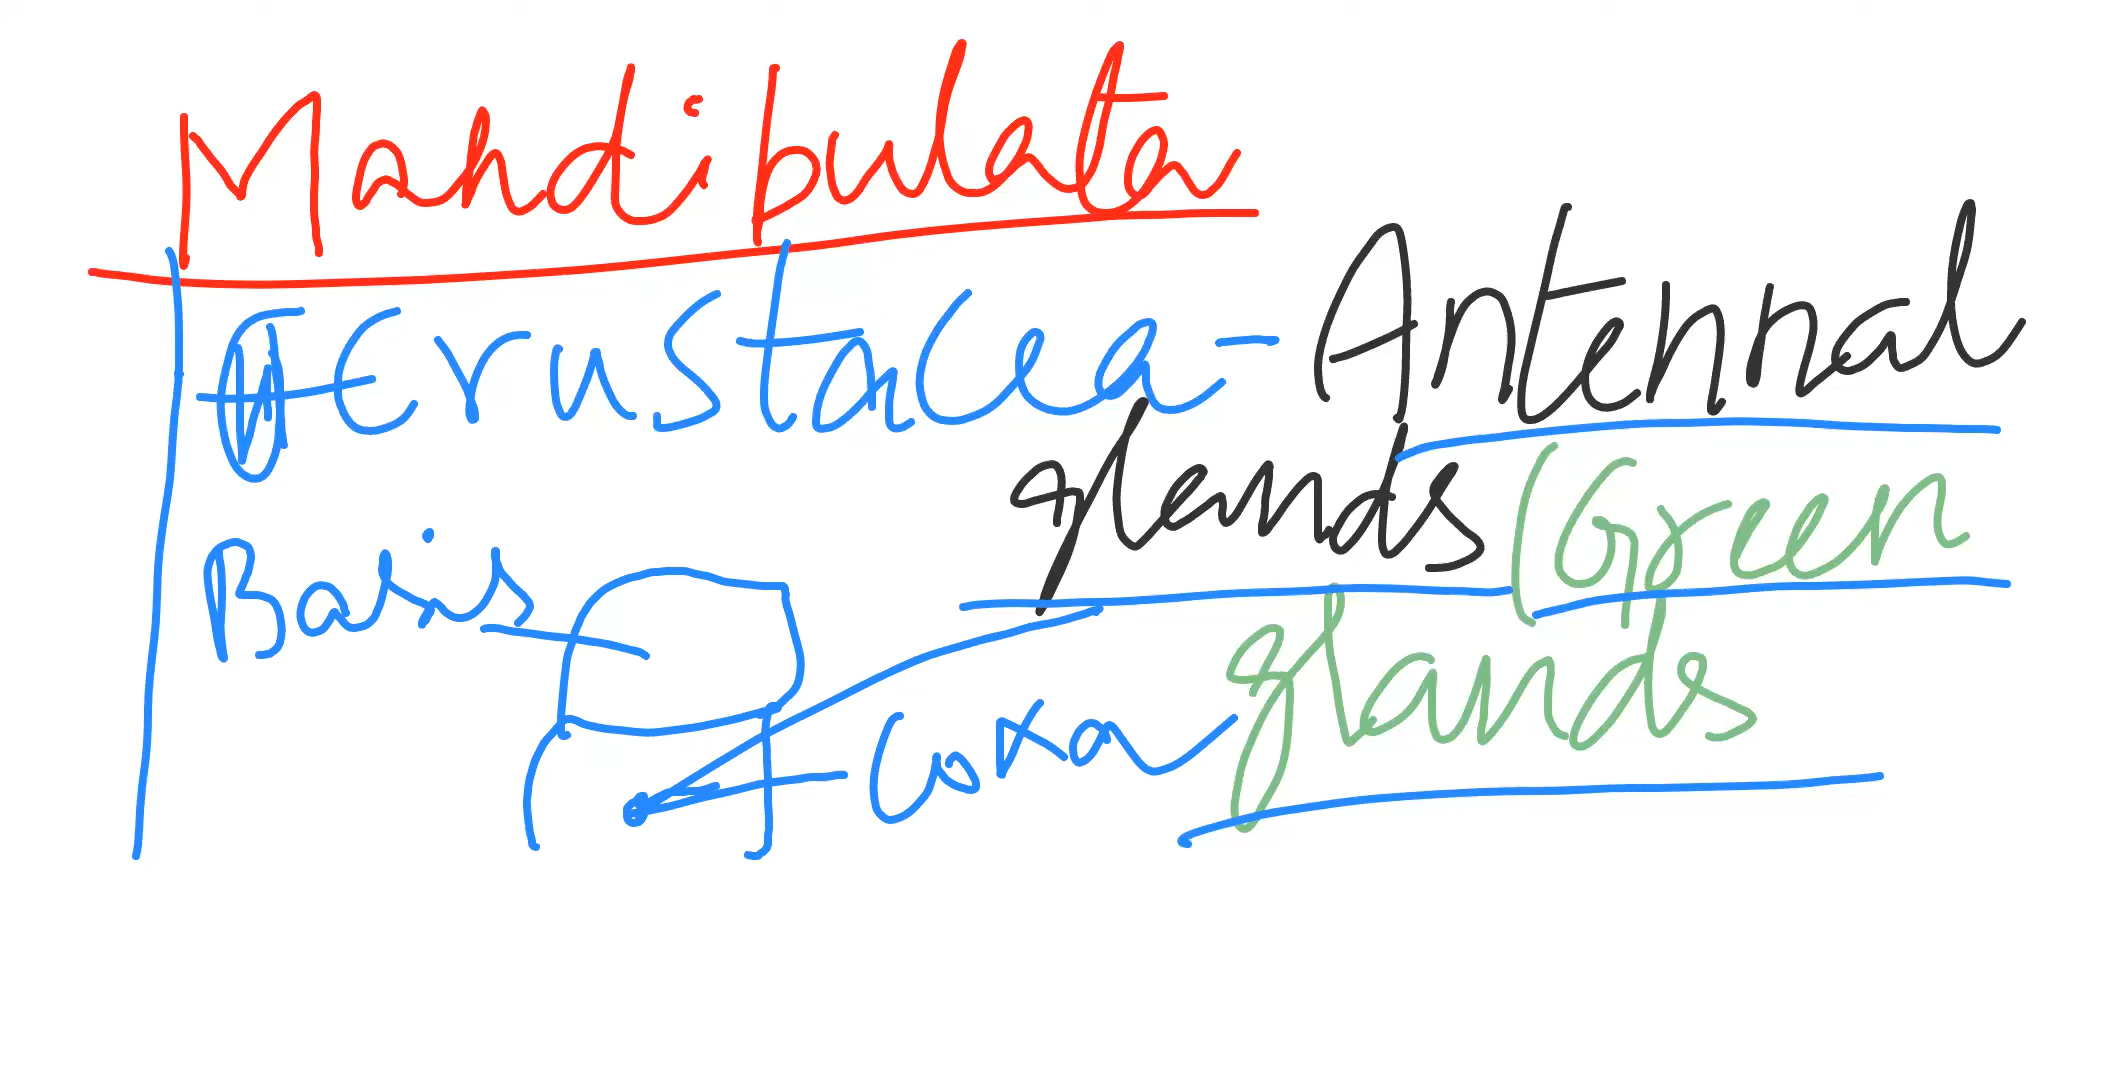 Mandibulata
Crustacea - Antennal
glands (Green
glands
Basis
Coxa